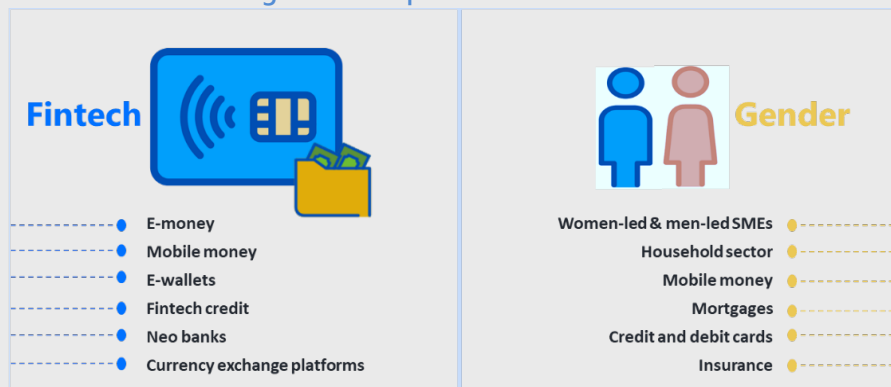 Fintech
E-money
Mobile money
E-wallets
Fintech credit
Neo banks
Currency exchange platforms
Gender
Women-led & men-led SMEs
Household sector
Mobile money
Mortgages
Credit and debit cards
Insurance